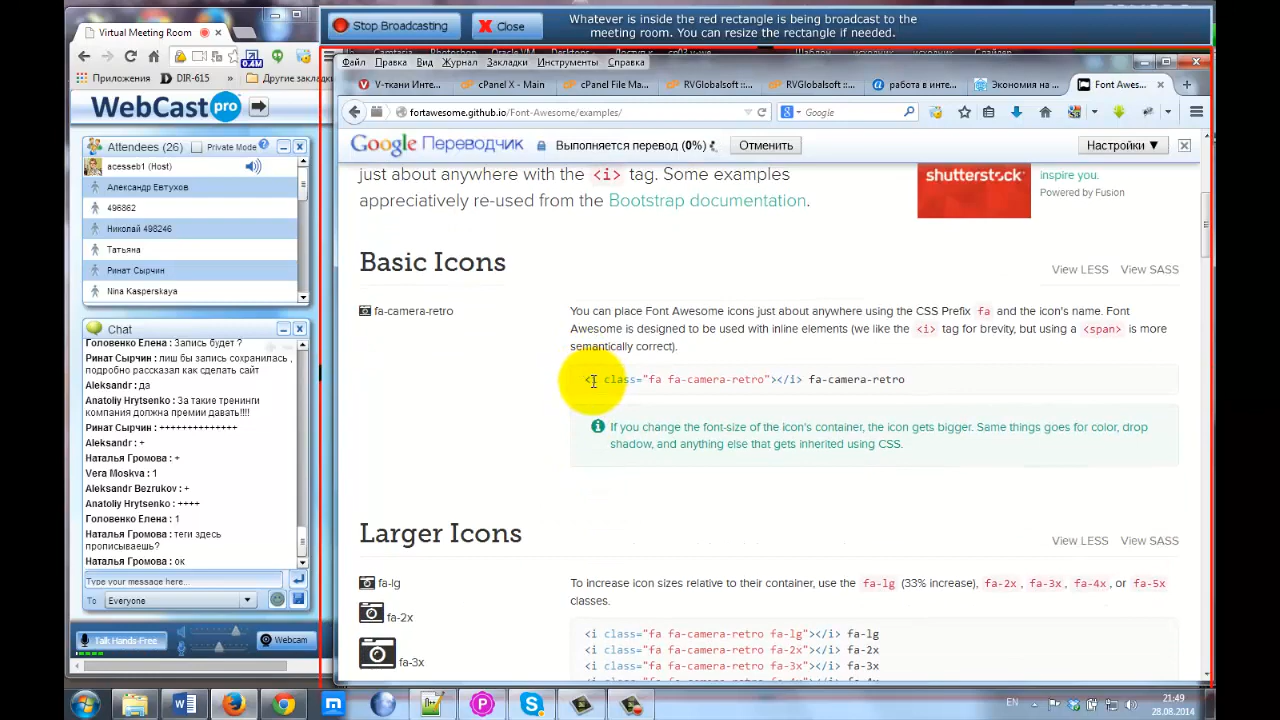 Stop Broadcasting
Close
Whatever is inside the red rectangle is being broadcast to the
meeting room. You can resize the rectangle if needed.
Virtual Meeting Room
0.4M
Приложения
DIR-615
»
Другие закладки
WebCast pro
Attendees (26)
Private Mode
acesseb1 (Host)
Александр Евтухов
496862
Николай 498246
Татьяна
Ринат Сырчин
Nina Kasperskaya
Chat
Головенко Елена : Запись будет ?
Ринат Сырчин : лиш бы запись сохранилась ,
подробно рассказал как сделать сайт
Aleksandr : да
Anatoliy Hrytsenko : За такие тренинги
компания должна премии давать!!!!
Ринат Сырчин : ++++++++++++++
Aleksandr : +
Наталья Громова : +
Vera Moskva : 1
Aleksandr Bezrukov : +
Anatoliy Hrytsenko : ++++
Головенко Елена : 1
Наталья Громова : теги здесь
прописываешь?
Наталья Громова : ок
Type your message here...
To
Everyone
Talk Hands-Free
Webcam
Файл Правка Вид Журнал Закладки Инструменты Справка
V-ткани Инте...
cPanel X - Main
cPanel File Ma...
RVGlobalsoft ::...
RVGlobalsoft ::...
работа в инте...
Экономия на ...
Font Awes...
fortawesome.github.io/Font-Awesome/examples/
Google
Google Переводчик
Выполняется перевод (0%)
Отменить
Настройки ▼
just about anywhere with the <i> tag. Some examples
appreciatively re-used from the Bootstrap documentation.
shutterstock
inspire you.
Powered by Fusion
Basic Icons
View LESS View SASS
fa-camera-retro
You can place Font Awesome icons just about anywhere using the CSS Prefix fa and the icon's name. Font
Awesome is designed to be used with inline elements (we like the <i> tag for brevity, but using a <span> is more
semantically correct).
<i class="fa fa-camera-retro"></i> fa-camera-retro
If you change the font-size of the icon's container, the icon gets bigger. Same things goes for color, drop
shadow, and anything else that gets inherited using CSS.
Larger Icons
View LESS View SASS
fa-lg
fa-2x
fa-3x
To increase icon sizes relative to their container, use the fa-lg (33% increase), fa-2x , fa-3x , fa-4x , or fa-5x
classes.
<i class="fa fa-camera-retro fa-lg"></i> fa-lg
<i class="fa fa-camera-retro fa-2x"></i> fa-2x
<i class="fa fa-camera-retro fa-3x"></i> fa-3x
EN
21:49
28.08.2014